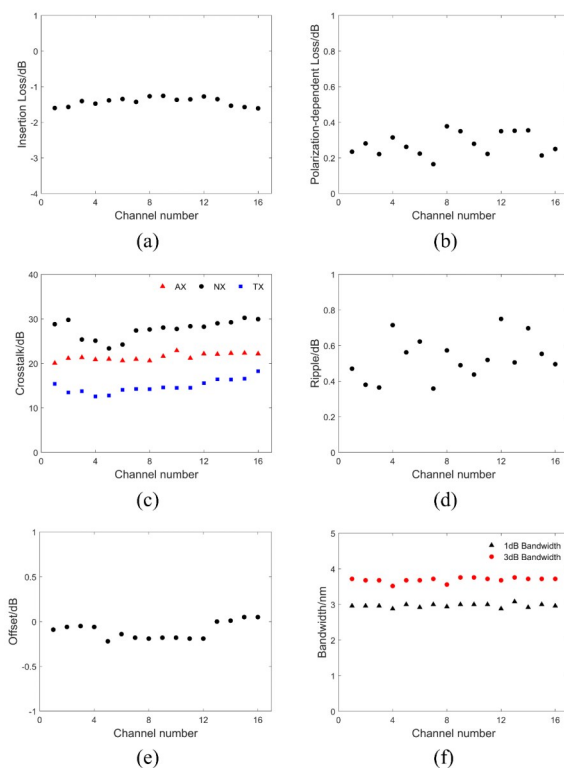 1
0
-1
-2
-3
-4
0 4 8 12 16
Insertion Loss/dB
Channel number
(a)
1
0.8
0.6
0.4
0.2
0
0 4 8 12 16
Polarization-dependent Loss/dB
Channel number
(b)
40
30
20
10
0
0 4 8 12 16
AX NX TX
Crosstalk/dB
Channel number
(c)
1
0.8
0.6
0.4
0.2
0
0 4 8 12 16
Ripple/dB
Channel number
(d)
1
0.5
0
-0.5
-1
0 4 8 12 16
Offset/dB
Channel number
(e)
5
4
3
2
1
0
0 4 8 12 16
1dB Bandwidth
3dB Bandwidth
Bandwidth/nm
Channel number
(f)